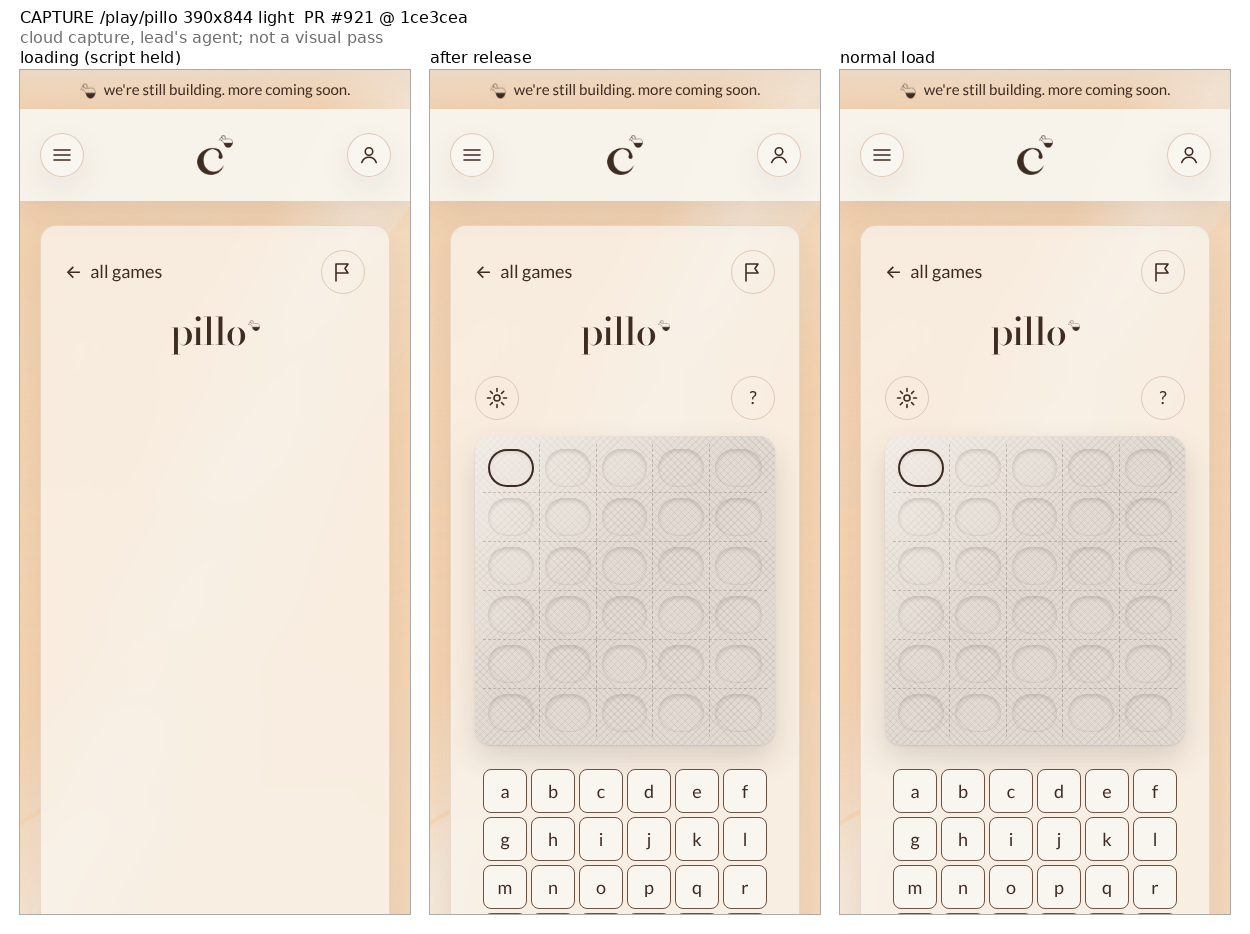 CAPTURE /play/pillo 390x844 light PR #921 @ 1ce3cea
cloud capture, lead's agent; not a visual pass
loading (script held)
we're still building. more coming soon.
c
← all games
pillo
after release
we're still building. more coming soon.
c
← all games
pillo
?
a b c d e f
g h i j k l
m n o p q r
normal load
we're still building. more coming soon.
c
← all games
pillo
?
a b c d e f
g h i j k l
m n o p q r